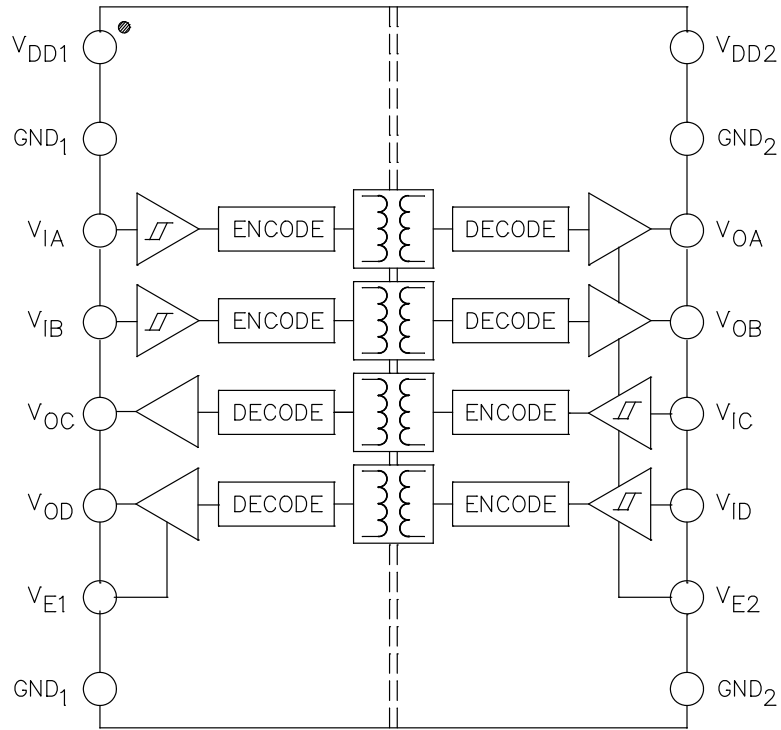 VDD1
VDD2
GND1
GND2
VIA
ENCODE
DECODE
VOA
VIB
ENCODE
DECODE
VOB
VOC
DECODE
ENCODE
VIC
VOD
DECODE
ENCODE
VID
VE1
VE2
GND1
GND2